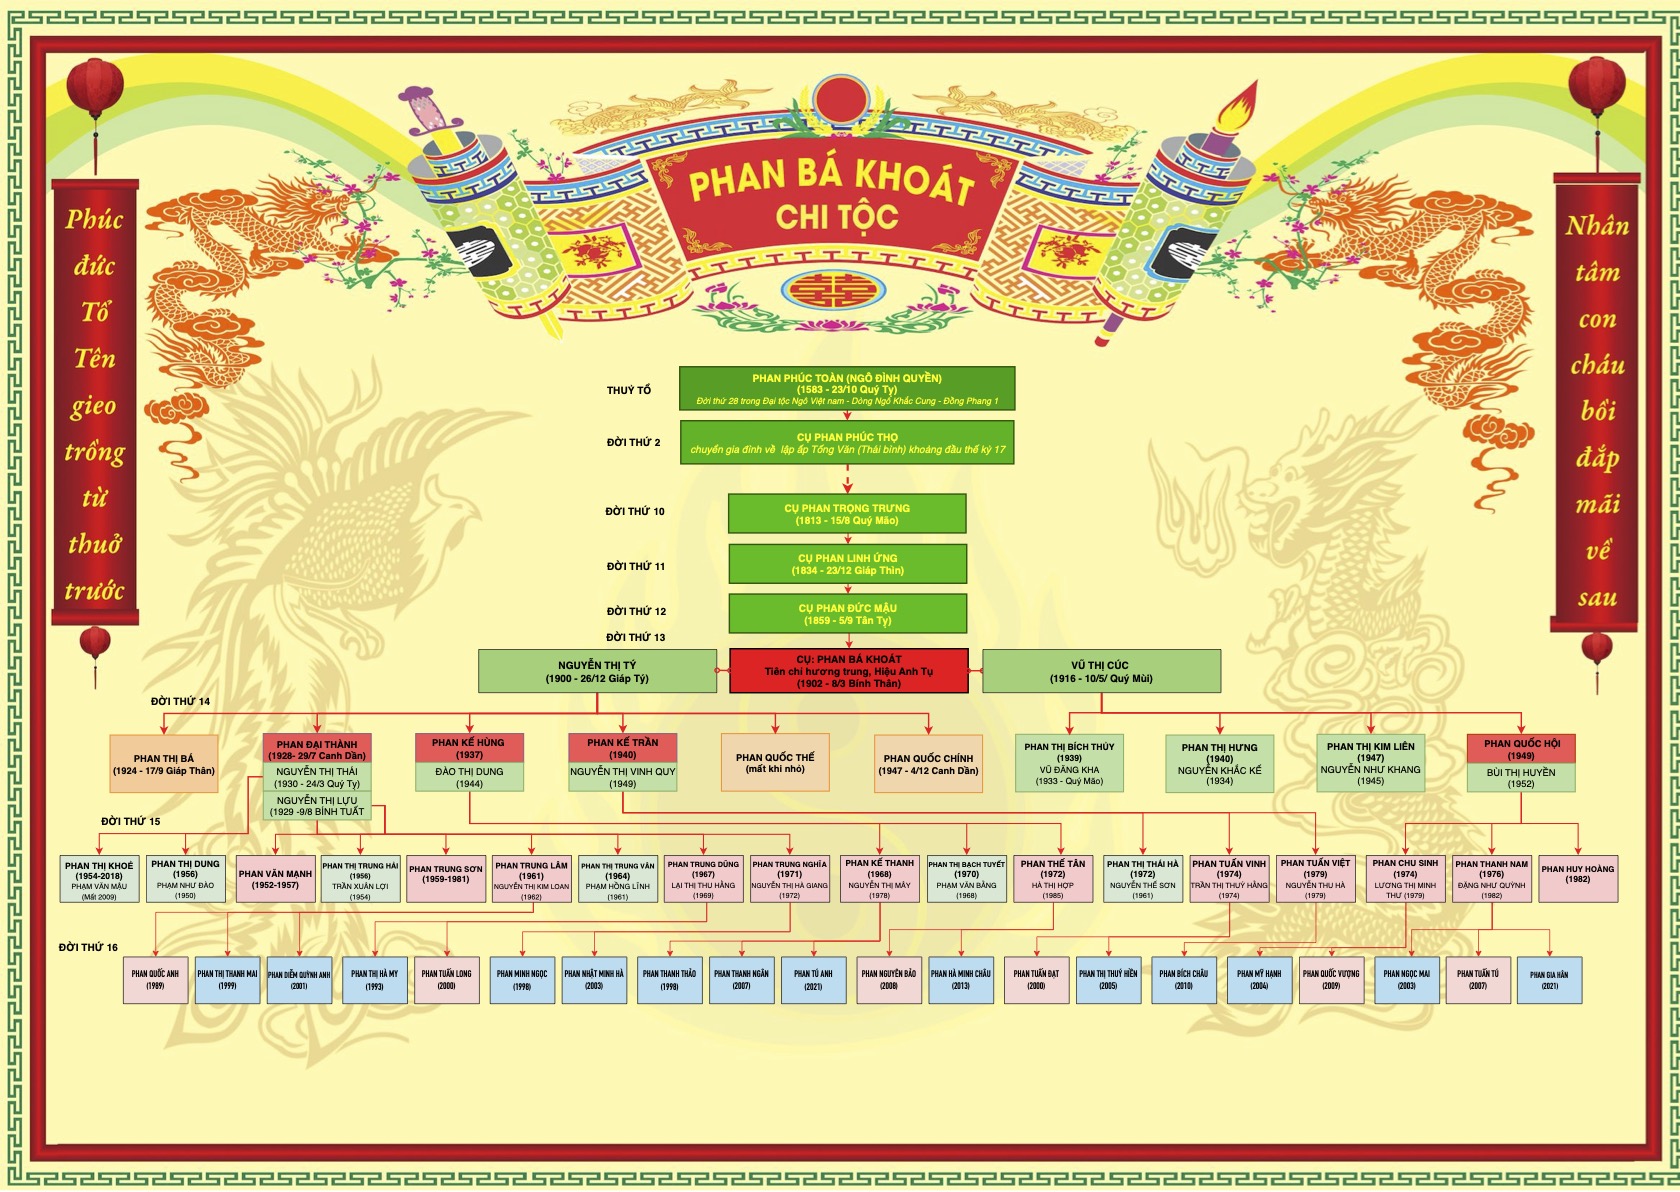 PHAN BÁ KHOÁT
CHI TỘC
Phúc
đức
Tổ
Tên
gieo
trồng
từ
thuở
trước
Nhân
tâm
con
cháu
bồi
đắp
mãi
về
sau
THUỶ TỔ
PHAN PHÚC TOÀN (NGÔ ĐÌNH QUYỀN)
(1583 - 23/10 Quý Tỵ)
Đời thứ 28 trong Đại tộc Ngô Việt nam - Dòng Ngô Khắc Cung - Đồng Phang 1
ĐỜI THỨ 2
CỤ PHAN PHÚC THỌ
chuyển gia đình về lập ấp Tống Văn (Thái bình) khoảng đầu thế kỷ 17
ĐỜI THỨ 10
CỤ PHAN TRỌNG TRƯNG
(1813 - 15/8 Quý Mão)
ĐỜI THỨ 11
CỤ PHAN LINH ỨNG
(1834 - 23/12 Giáp Thìn)
ĐỜI THỨ 12
CỤ PHAN ĐỨC MẬU
(1859 - 5/9 Tân Tỵ)
ĐỜI THỨ 13
NGUYỄN THỊ TÝ
(1900 - 26/12 Giáp Tý)
CỤ: PHAN BÁ KHOÁT
Tiên chỉ hương trung, Hiệu Anh Tụ
(1902 - 8/3 Bính Thân)
VŨ THỊ CÚC
(1916 - 10/5/ Quý Mùi)
ĐỜI THỨ 14
PHAN THỊ BÁ
(1924 - 17/9 Giáp Thân)
PHAN ĐẠI THÀNH
(1928- 29/7 Canh Dần)
NGUYỄN THỊ THÁI
(1930 - 24/3 Quý Tỵ)
NGUYỄN THỊ LỰU
(1929 -9/8 BÍNH TUẤT
PHAN KẾ HÙNG
(1937)
ĐÀO THỊ DUNG
(1944)
PHAN KẾ TRẤN
(1940)
NGUYỄN THỊ VINH QUY
(1949)
PHAN QUỐC THẾ
(mất khi nhỏ)
PHAN QUỐC CHÍNH
(1947 - 4/12 Canh Dần)
PHAN THỊ BÍCH THỦY
(1939)
VŨ ĐĂNG KHA
(1933 - Quý Mão)
PHAN THỊ HƯNG
(1940)
NGUYỄN KHẮC KẾ
(1934)
PHAN THỊ KIM LIÊN
(1947)
NGUYỄN NHƯ KHANG
(1945)
PHAN QUỐC HỘI
(1949)
BÙI THỊ HUYỀN
(1952)
ĐỜI THỨ 15
PHAN THỊ KHOẺ
(1954-2018)
PHẠM VĂN MẬU
(Mất 2009)
PHAN THỊ DUNG
(1956)
PHẠM NHƯ ĐÀO
(1950)
PHAN VĂN MẠNH
(1952-1957)
PHAN THỊ TRUNG HẢI
(1956)
TRẦN XUÂN LỢI
(1954)
PHAN TRUNG SƠN
(1959-1981)
PHAN TRUNG LÂM
(1961)
NGUYỄN THỊ KIM LOAN
(1962)
PHAN THỊ TRUNG VÂN
(1964)
PHẠM HỒNG LĨNH
(1961)
PHAN TRUNG DŨNG
(1967)
LẠI THỊ THU HẰNG
(1969)
PHAN TRUNG NGHĨA
(1971)
NGUYỄN THỊ HÀ GIANG
(1972)
PHAN KẾ THANH
(1968)
NGUYỄN THỊ MÂY
(1978)
PHAN THỊ BẠCH TUYẾT
(1970)
PHẠM VĂN BẰNG
(1968)
PHAN THẾ TÂN
(1972)
HÀ THỊ HỢP
(1985)
PHAN THỊ THÁI HÀ
(1972)
NGUYỄN THẾ SƠN
(1961)
PHAN TUẤN VINH
(1974)
TRẦN THỊ THUÝ HẰNG
(1974)
PHAN TUẤN VIỆT
(1979)
NGUYỄN THU HÀ
(1979)
PHAN CHU SINH
(1974)
LƯƠNG THỊ MINH
THƯ (1979)
PHAN THANH NAM
(1976)
ĐẶNG NHƯ QUỲNH
(1982)
PHAN HUY HOÀNG
(1982)
ĐỜI THỨ 16
PHAN QUỐC ANH
(1989)
PHAN THỊ THANH MAI
(1999)
PHAN DIỄM QUỲNH ANH
(2001)
PHAN THỊ HÀ MY
(1993)
PHAN TUẤN LONG
(2000)
PHAN MINH NGỌC
(1998)
PHAN NHẬT MINH HÀ
(2003)
PHAN THANH THẢO
(1998)
PHAN THANH NGÂN
(2007)
PHAN TÚ ANH
(2021)
PHAN NGUYÊN BẢO
(2008)
PHAN HÀ MINH CHÂU
(2013)
PHAN TUẤN ĐẠT
(2000)
PHAN THỊ THUÝ HIỀN
(2005)
PHAN BÍCH CHÂU
(2010)
PHAN MỸ HẠNH
(2004)
PHAN QUỐC VƯỢNG
(2009)
PHAN NGỌC MAI
(2003)
PHAN TUẤN TÚ
(2007)
PHAN GIA HÂN
(2021)